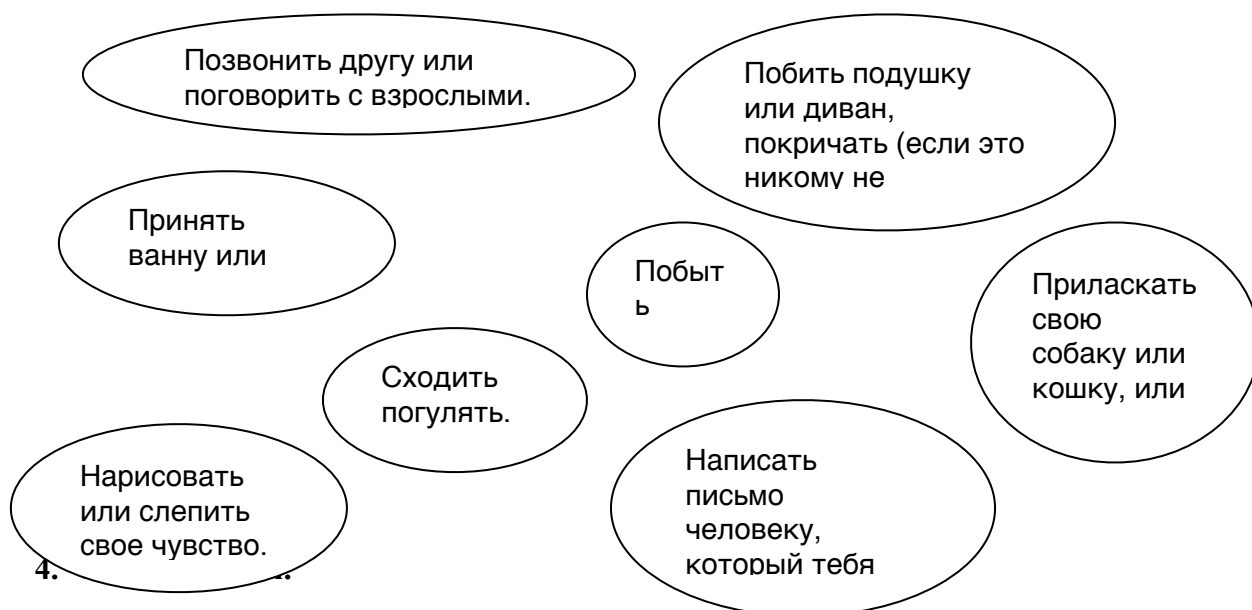 Позвонить другу или
поговорить с взрослыми.
Побить подушку
или диван,
покричать (если это
никому не
Принять
ванну или
Побыт
ь
Приласкать
свою
собаку или
кошку, или
Сходить
погулять.
Написать
письмо
человеку,
который тебя
Нарисовать
или слепить
свое чувство.
4.